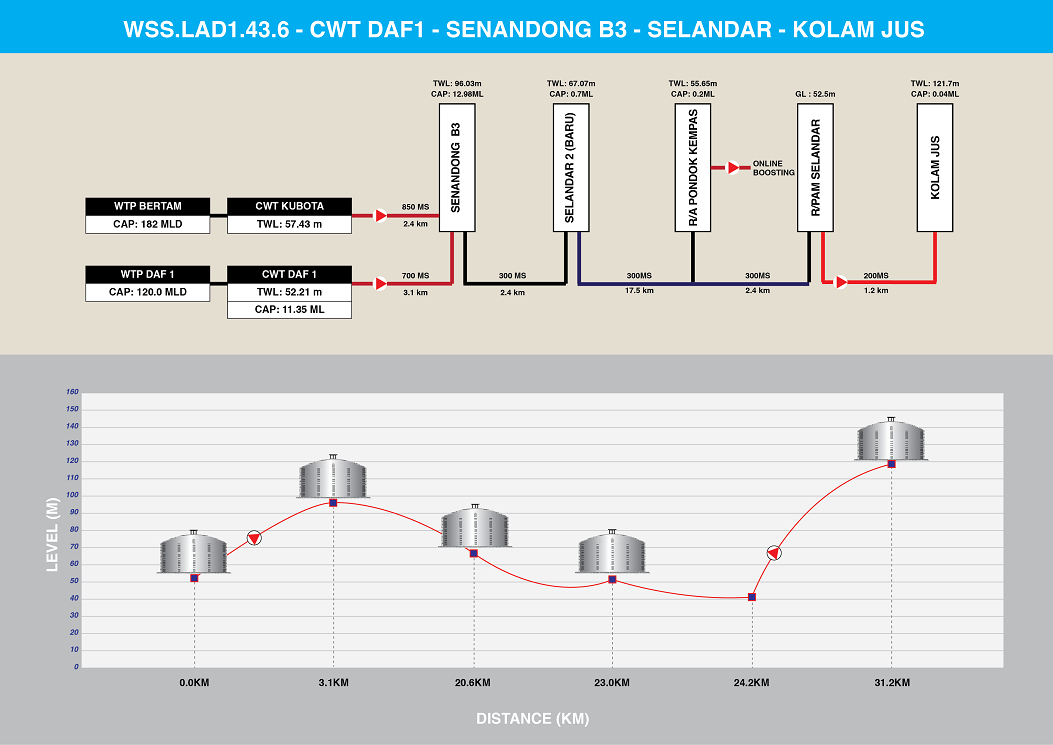 WSS.LAD1.43.6 - CWT DAF1 - SENANDONG B3 - SELANDAR - KOLAM JUS
TWL: 96.03m
CAP: 12.98ML
TWL: 67.07m
CAP: 0.7ML
TWL: 55.65m
CAP: 0.2ML
GL : 52.5m
TWL: 121.7m
CAP: 0.04ML
SENANDONG B3
SELANDAR 2 (BARU)
R/A PONDOK KEMPAS
R/PAM SELANDAR
KOLAM JUS
ONLINE
BOOSTING
WTP BERTAM
CAP: 182 MLD
CWT KUBOTA
TWL: 57.43 m
850 MS
2.4 km
WTP DAF 1
CAP: 120.0 MLD
CWT DAF 1
TWL: 52.21 m
CAP: 11.35 ML
700 MS
3.1 km
300 MS
2.4 km
300MS
17.5 km
300MS
2.4 km
200MS
1.2 km
160
150
140
130
120
110
100
90
80
70
60
50
40
30
20
10
0
LEVEL (M)
0.0KM
3.1KM
20.6KM
23.0KM
24.2KM
31.2KM
DISTANCE (KM)